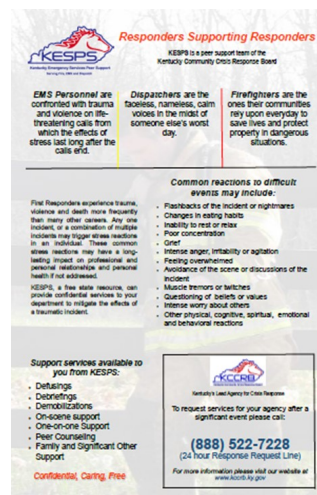 Responders Supporting Responders
KESPS
Kentucky Emergency Services Peer Support
Serving Fire, EMS and Dispatch
KESPS is a peer support team of the
Kentucky Community Crisis Response Board
EMS Personnel are
confronted with trauma
and violence on life-
threatening calls from
which the effects of
stress last long after the
calls end.
Dispatchers are the
faceless, nameless, calm
voices in the midst of
someone else's worst
day.
Firefighters are the
ones their communities
rely upon everyday to
save lives and protect
property in dangerous
situations.
First Responders experience trauma,
violence and death more frequently
than many other careers. Any one
incident, or a combination of multiple
incidents may trigger stress reactions
in an individual. These common
stress reactions may have a long-
lasting impact on professional and
personal relationships and personal
health if not addressed.
KESPS, a free state resource, can
provide confidential services to your
department to mitigate the effects of
a traumatic incident.
Common reactions to difficult
events may include:
• Flashbacks of the incident or nightmares
• Changes in eating habits
• Inability to rest or relax
• Poor concentration
• Grief
• Intense anger, irritability or agitation
• Feeling overwhelmed
• Avoidance of the scene or discussions of the
incident
• Muscle tremors or twitches
• Questioning of beliefs or values
• Intense worry about others
• Other physical, cognitive, spiritual, emotional
and behavioral reactions
Support services available to
you from KESPS:
• Defusings
• Debriefings
• Demobilizations
• On-scene support
• One-on-one Support
• Peer Counseling
• Family and Significant Other
Support
Confidential, Caring, Free
KCCRB
Kentucky's Lead Agency for Crisis Response
To request services for your agency after a
significant event please call:
(888) 522-7228
(24 hour Response Request Line)
For more information please visit our website at
www.kccrb.ky.gov